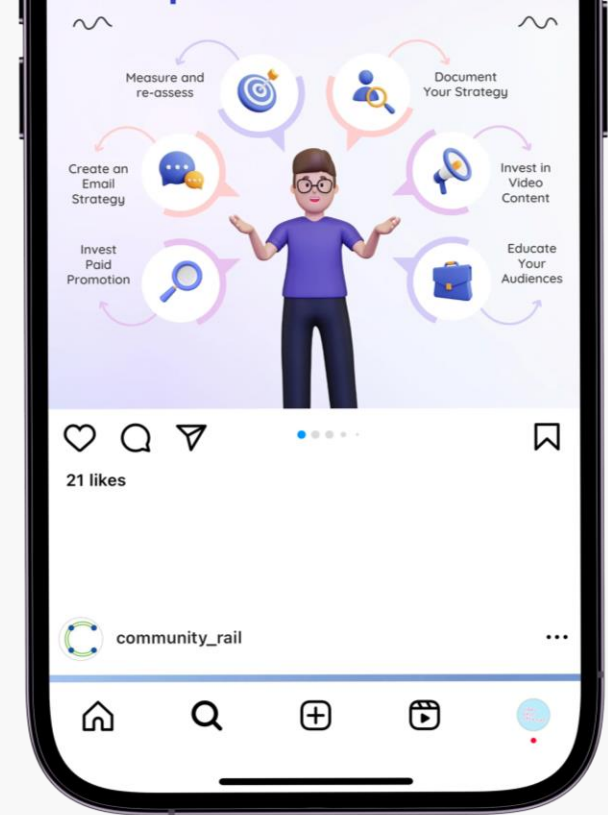 Measure and
re-assess
Document
Your Strategy
Create an
Email
Strategy
Invest in
Video
Content
Invest
Paid
Promotion
Educate
Your
Audiences
21 likes
community_rail